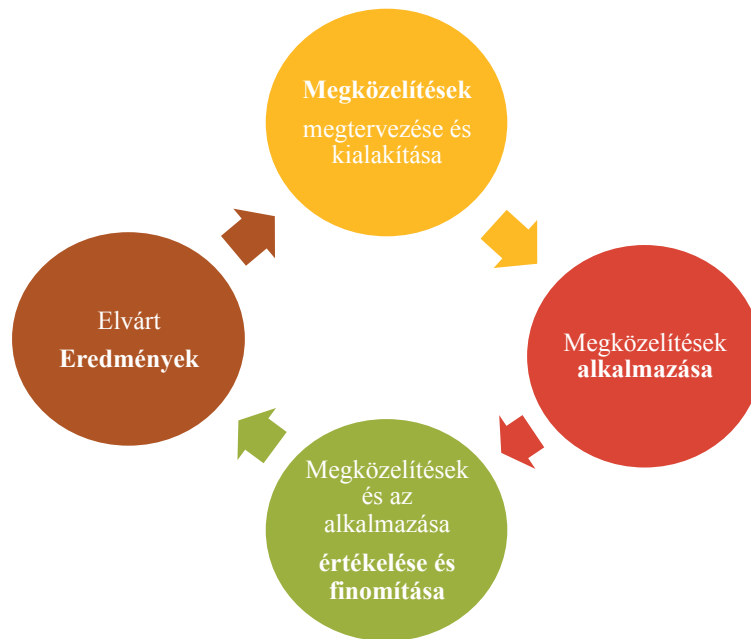 Megközelítések
megtervezése és
kialakítása
Megközelítések
alkalmazása
Megközelítések
és az
alkalmazása
értékelése és
finomítása
Elvárt
Eredmények